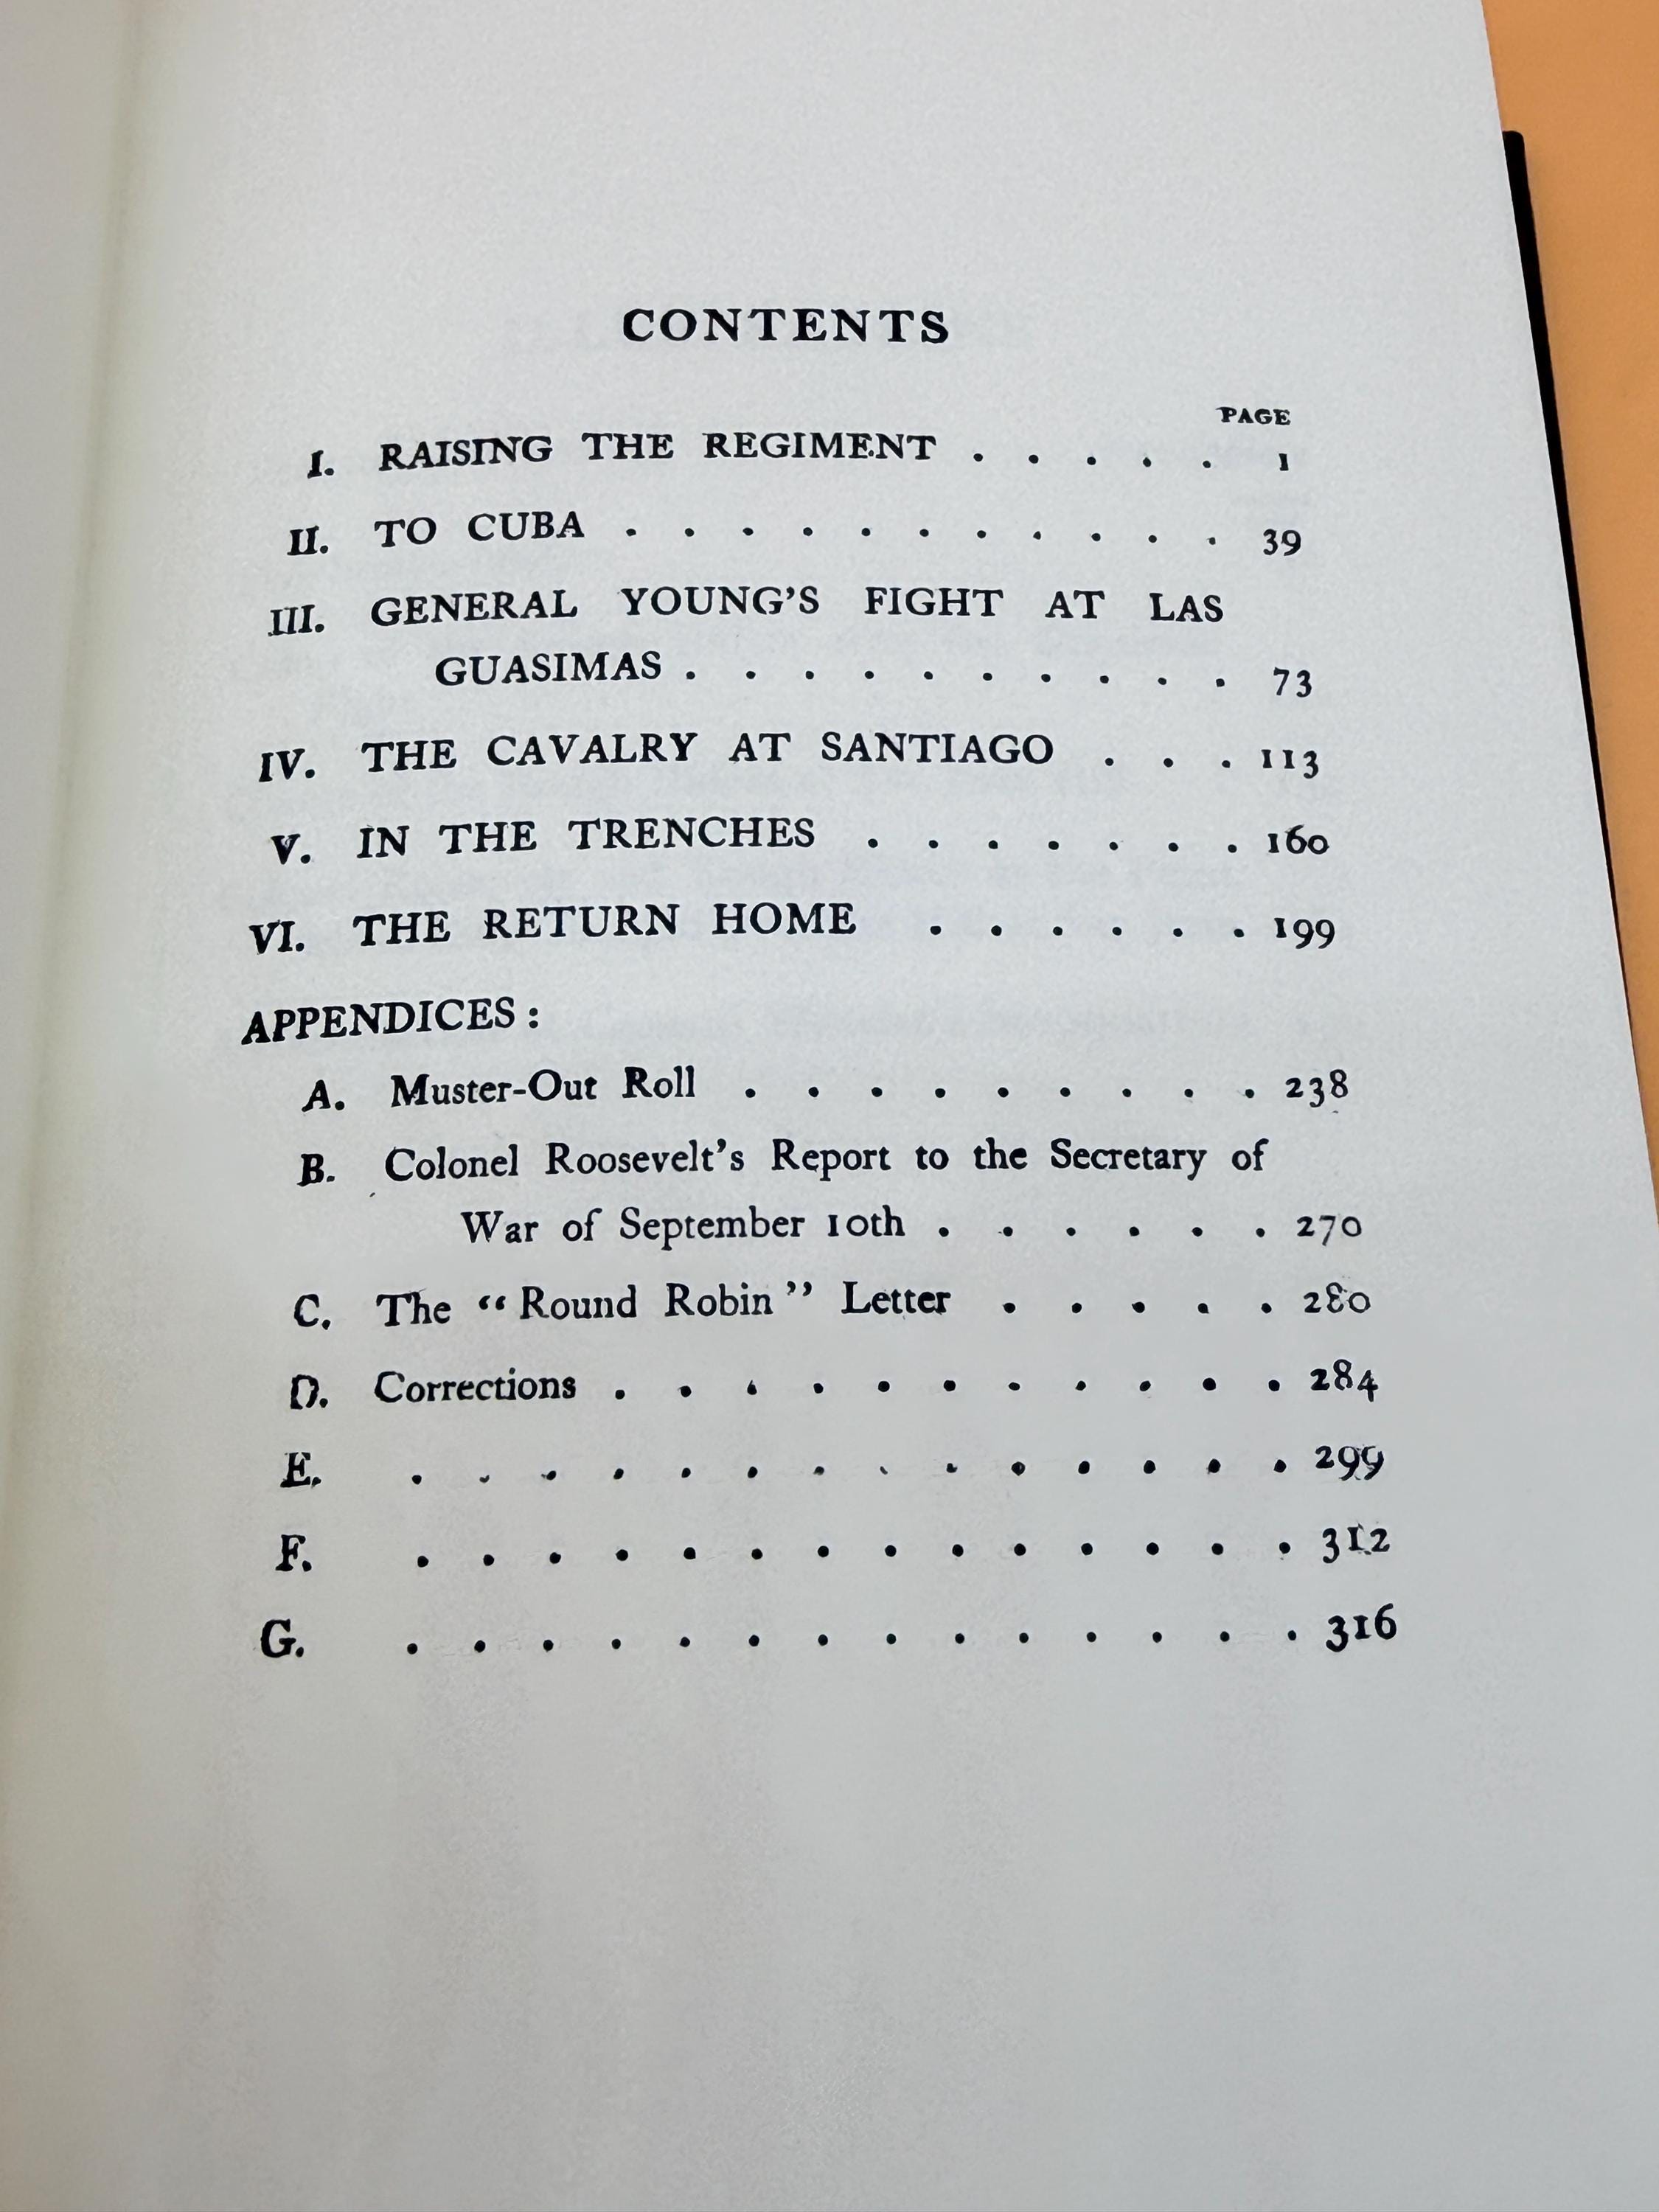 CONTENTS
PAGE
I. RAISING THE REGIMENT . . . . . 1
II. TO CUBA . . . . . . . . . . . 39
III. GENERAL YOUNG'S FIGHT AT LAS
GUASIMAS . . . . . . . . . . 73
IV. THE CAVALRY AT SANTIAGO . . . 113
V. IN THE TRENCHES . . . . . . . 160
VI. THE RETURN HOME . . . . . . 199
APPENDICES:
A. Muster-Out Roll . . . . . . . . . 238
B. Colonel Roosevelt's Report to the Secretary of
War of September 10th . . . . . . 270
C. The “Round Robin” Letter . . . . . 280
D. Corrections . . . . . . . . . . . 284
E. . . . . . . . . . . . . . . 299
F. . . . . . . . . . . . . . . 312
G. . . . . . . . . . . . . . . 316